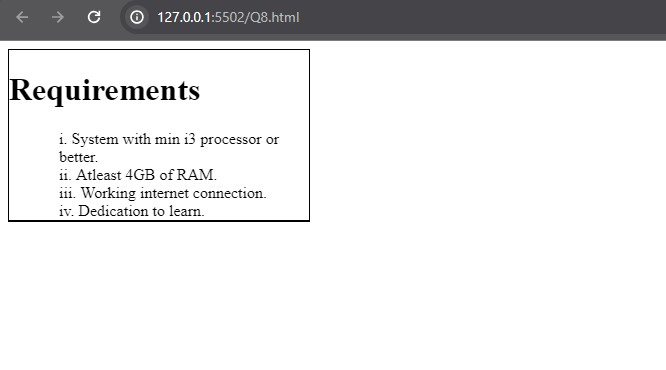 127.0.0.1:5502/Q8.html
Requirements
i. System with min i3 processor or
better.
ii. Atleast 4GB of RAM.
iii. Working internet connection.
iv. Dedication to learn.